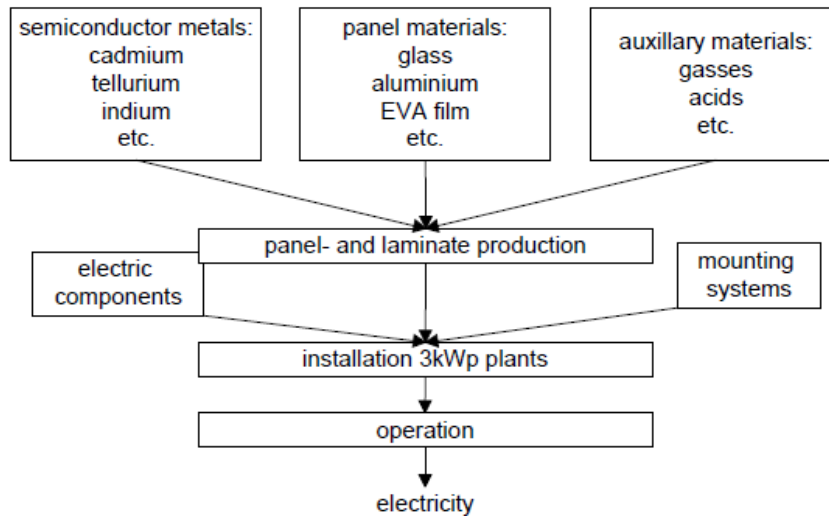 semiconductor metals:
cadmium
tellurium
indium
etc.
panel materials:
glass
aluminium
EVA film
etc.
auxillary materials:
gasses
acids
etc.
panel- and laminate production
electric
components
mounting
systems
installation 3kWp plants
operation
electricity